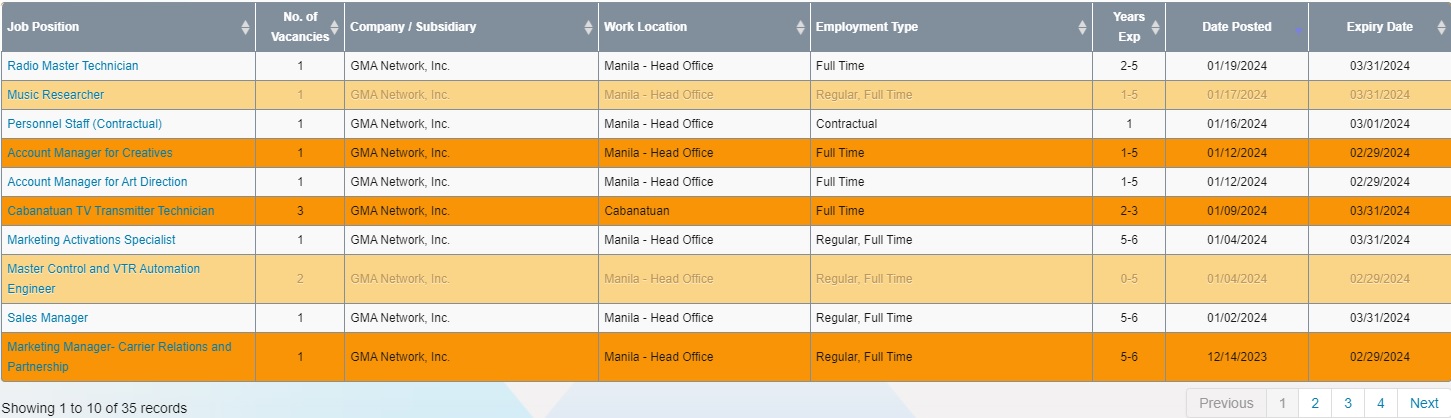 Job Position No. of Vacancies Company / Subsidiary Work Location Employment Type Years Exp Date Posted Expiry Date
Radio Master Technician 1 GMA Network, Inc. Manila - Head Office Full Time 2-5 01/19/2024 03/31/2024
Music Researcher 1 GMA Network, Inc. Manila - Head Office Regular, Full Time 1-5 01/17/2024 03/31/2024
Personnel Staff (Contractual) 1 GMA Network, Inc. Manila - Head Office Contractual 1 01/16/2024 03/01/2024
Account Manager for Creatives 1 GMA Network, Inc. Manila - Head Office Full Time 1-5 01/12/2024 02/29/2024
Account Manager for Art Direction 1 GMA Network, Inc. Manila - Head Office Full Time 1-5 01/12/2024 02/29/2024
Cabanatuan TV Transmitter Technician 3 GMA Network, Inc. Cabanatuan Full Time 2-3 01/09/2024 03/31/2024
Marketing Activations Specialist 1 GMA Network, Inc. Manila - Head Office Regular, Full Time 5-6 01/04/2024 03/31/2024
Master Control and VTR Automation Engineer 2 GMA Network, Inc. Manila - Head Office Regular, Full Time 0-5 01/04/2024 02/29/2024
Sales Manager 1 GMA Network, Inc. Manila - Head Office Regular, Full Time 5-6 01/02/2024 03/31/2024
Marketing Manager- Carrier Relations and Partnership 1 GMA Network, Inc. Manila - Head Office Regular, Full Time 5-6 12/14/2023 02/29/2024
Showing 1 to 10 of 35 records Previous 1 2 3 4 Next